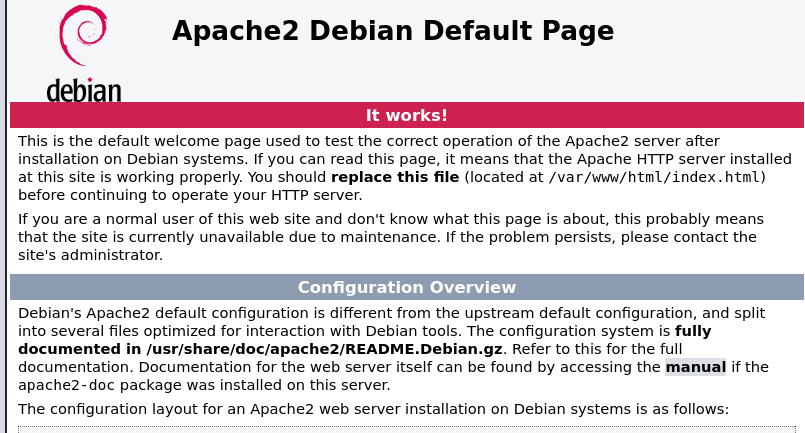 debian
Apache2 Debian Default Page
It works!
This is the default welcome page used to test the correct operation of the Apache2 server after
installation on Debian systems. If you can read this page, it means that the Apache HTTP server installed
at this site is working properly. You should replace this file (located at /var/www/html/index.html)
before continuing to operate your HTTP server.
If you are a normal user of this web site and don't know what this page is about, this probably means
that the site is currently unavailable due to maintenance. If the problem persists, please contact the
site's administrator.
Configuration Overview
Debian's Apache2 default configuration is different from the upstream default configuration, and split
into several files optimized for interaction with Debian tools. The configuration system is fully
documented in /usr/share/doc/apache2/README.Debian.gz. Refer to this for the full
documentation. Documentation for the web server itself can be found by accessing the manual if the
apache2-doc package was installed on this server.
The configuration layout for an Apache2 web server installation on Debian systems is as follows: